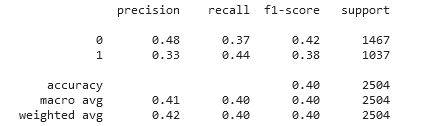 precision recall f1-score support
0 0.48 0.37 0.42 1467
1 0.33 0.44 0.38 1037
accuracy 0.40 2504
macro avg 0.41 0.40 0.40 2504
weighted avg 0.42 0.40 0.40 2504